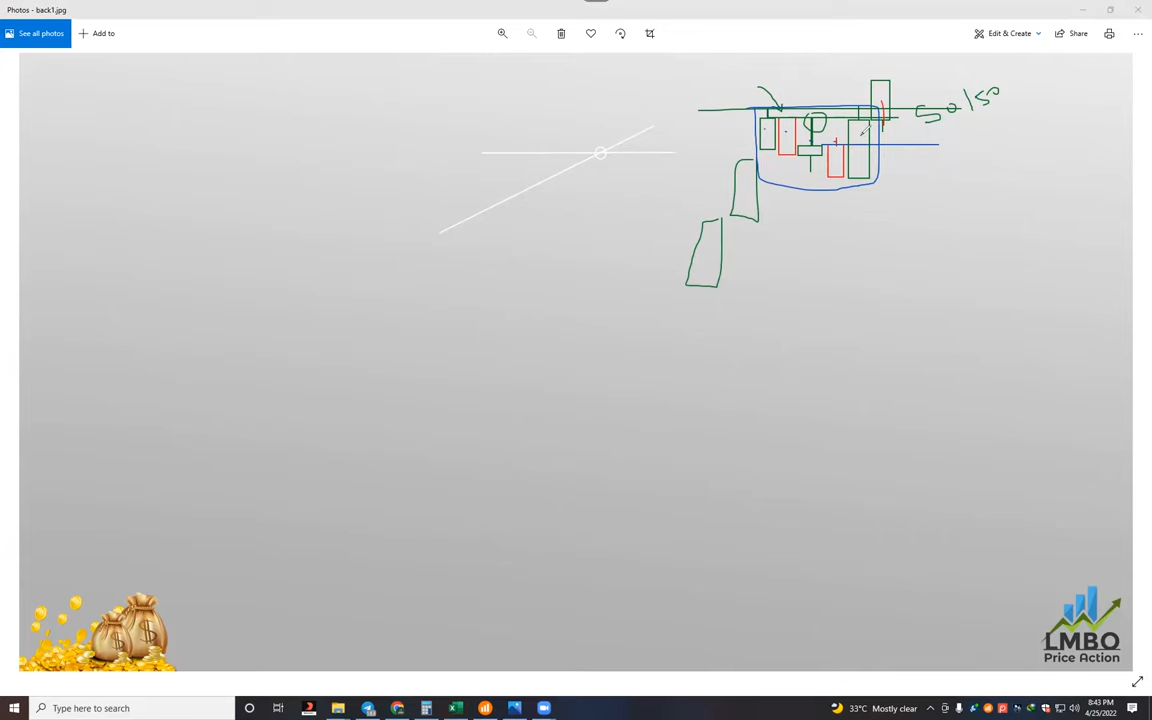 Photos - back1.jpg
See all photos
Add to
Edit & Create
Share
50 150
LMBO
Price Action
Type here to search
33°C Mostly clear
8:43 PM
4/25/2022